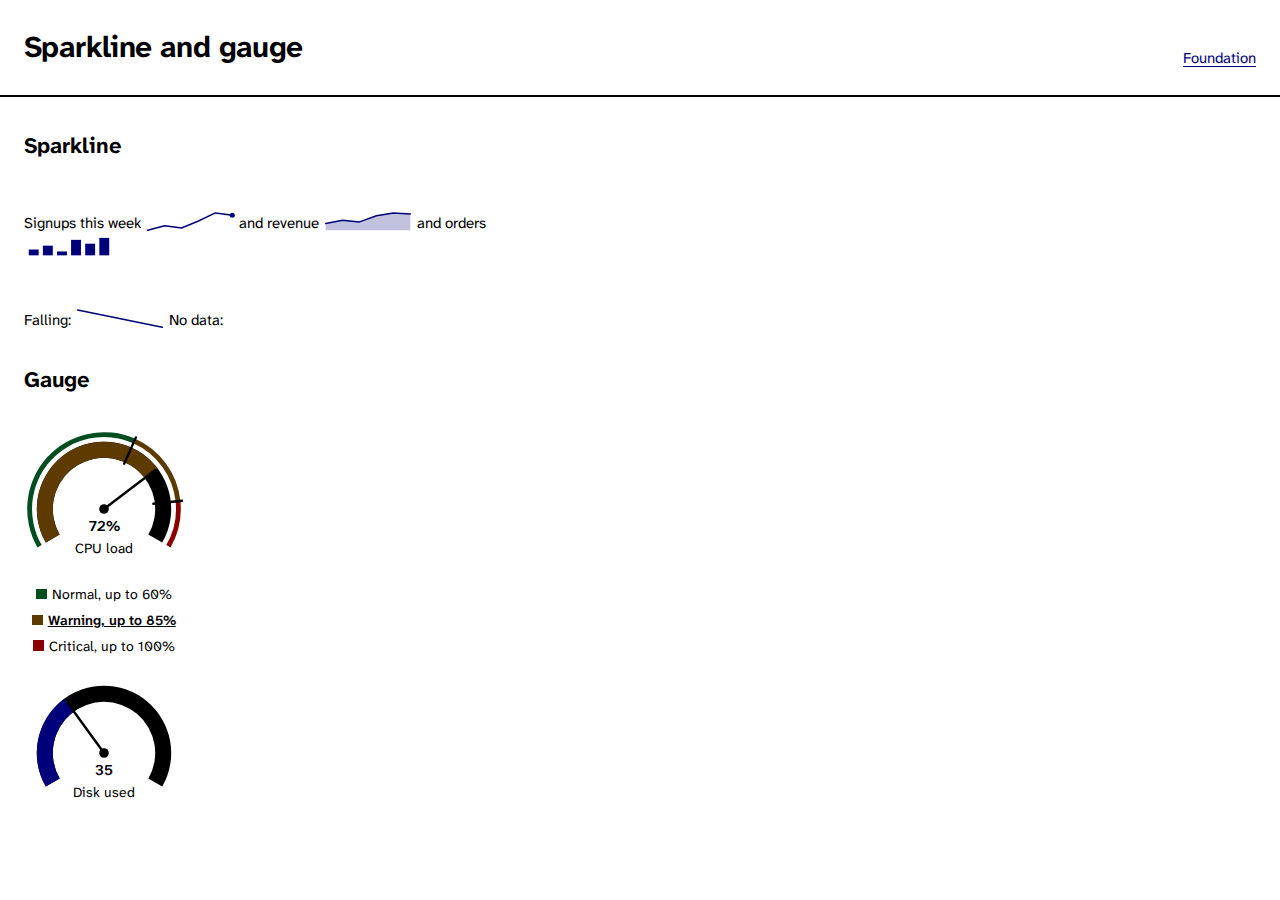 Sparkline and gauge
Foundation
Sparkline
Signups this week and revenue and orders
Falling: No data:
Gauge
72%
CPU load
Normal, up to 60%
Warning, up to 85%
Critical, up to 100%
35
Disk used